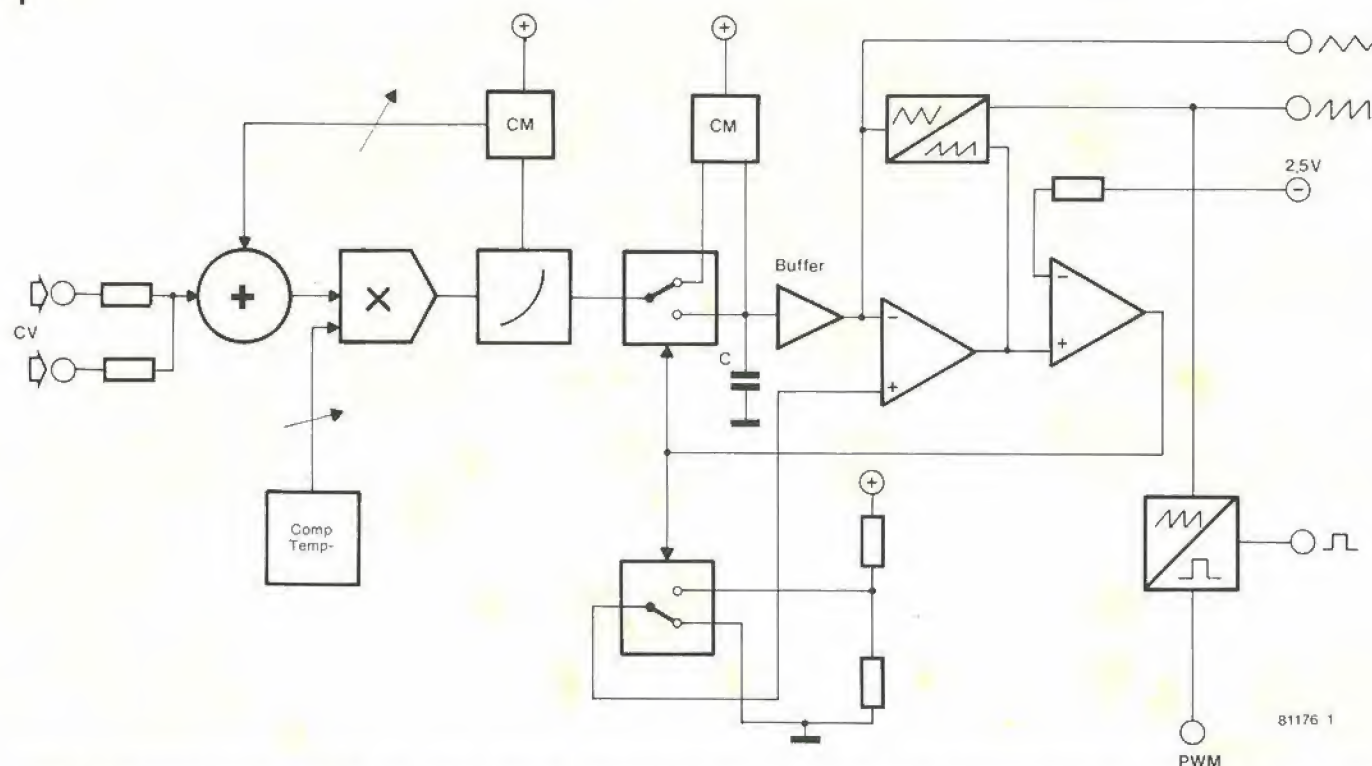 +
+
CM
CM
2,5V
−
Buffer
−
−
+
×
CV
C
+
+
+
Comp
Temp-
81176 1
PWM